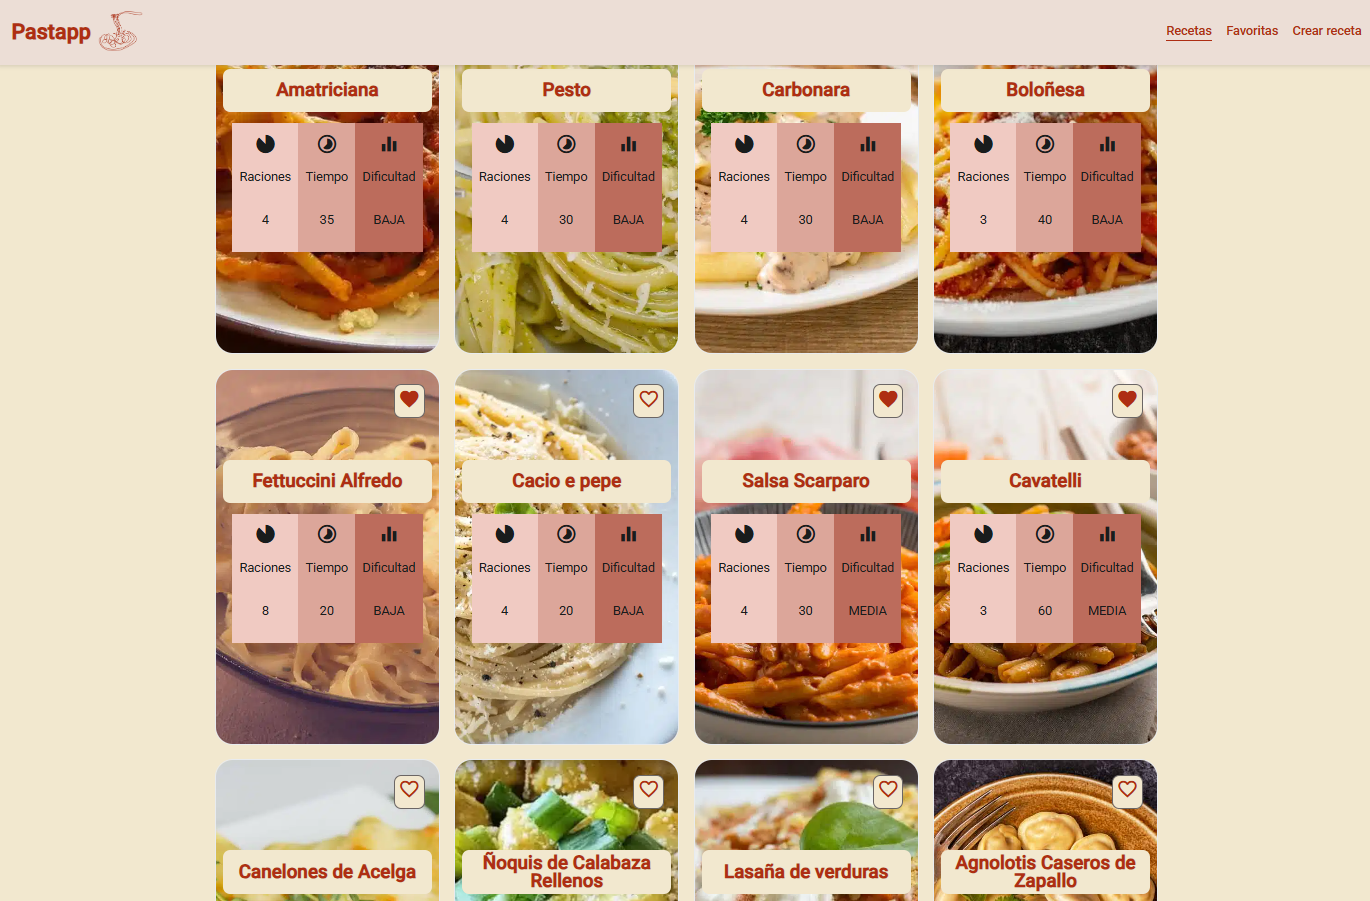 Pastapp
Recetas Favoritas Crear receta
Amatriciana
Raciones Tiempo Dificultad
4 35 BAJA
Pesto
Raciones Tiempo Dificultad
4 30 BAJA
Carbonara
Raciones Tiempo Dificultad
4 30 BAJA
Boloñesa
Raciones Tiempo Dificultad
3 40 BAJA
Fettuccini Alfredo
Raciones Tiempo Dificultad
8 20 BAJA
Cacio e pepe
Raciones Tiempo Dificultad
4 20 BAJA
Salsa Scarparo
Raciones Tiempo Dificultad
4 30 MEDIA
Cavatelli
Raciones Tiempo Dificultad
3 60 MEDIA
Canelones de Acelga
Ñoquis de Calabaza
Rellenos
Lasaña de verduras
Agnolotis Caseros de
Zapallo